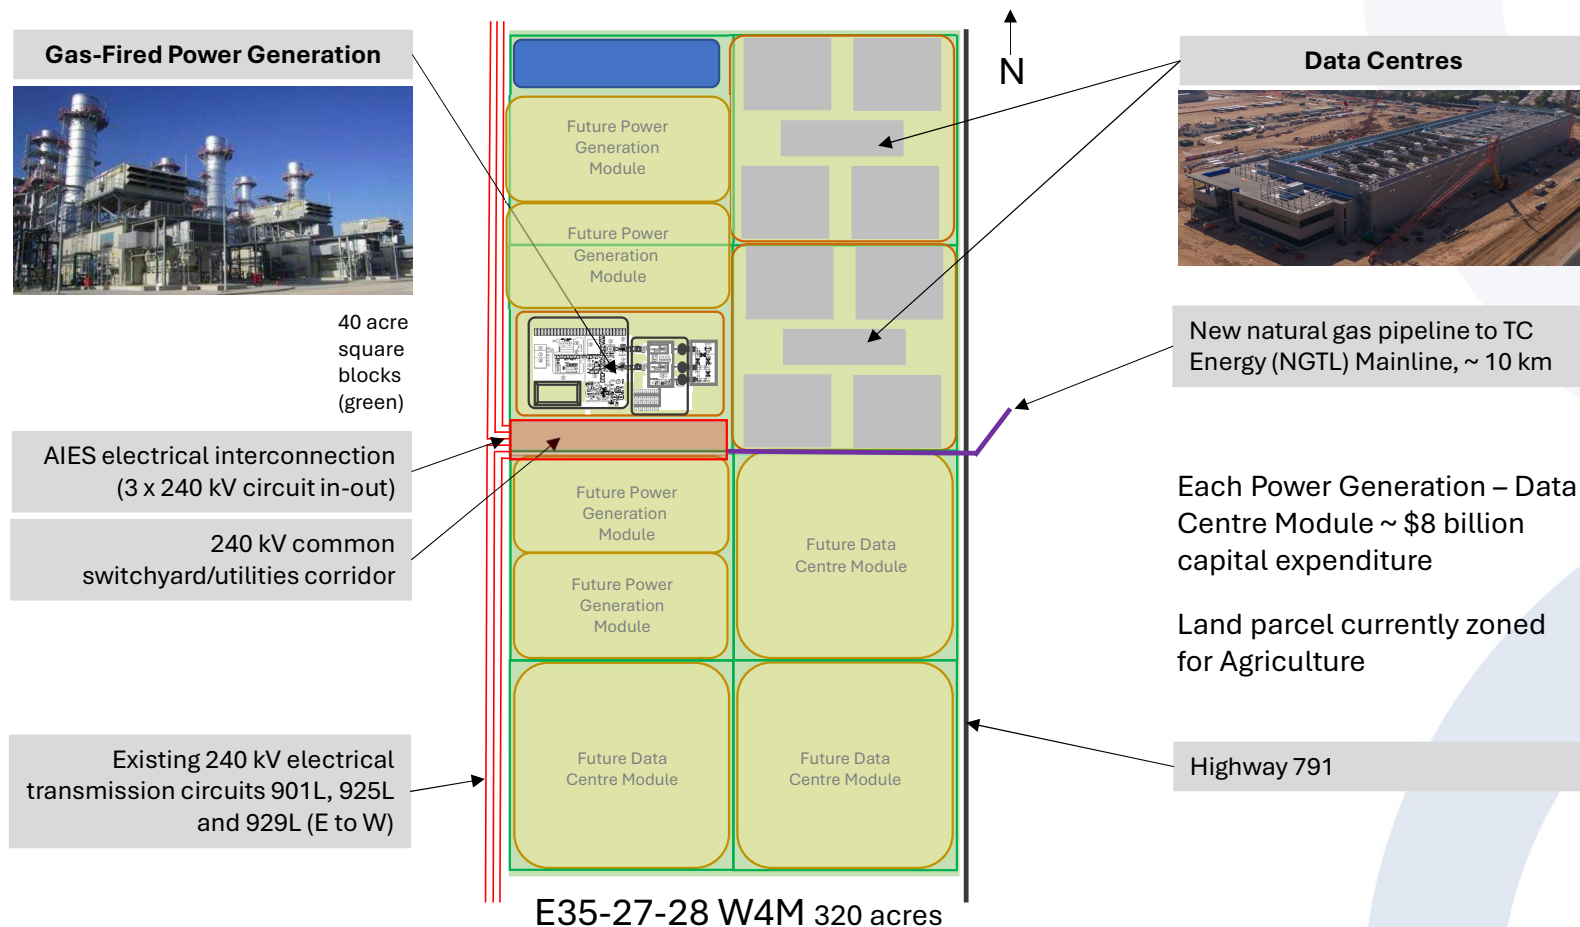 Gas-Fired Power Generation
N
Data Centres
Future Power
Generation
Module
Future Power
Generation
Module
40 acre
square
blocks
(green)
New natural gas pipeline to TC
Energy (NGTL) Mainline, ~ 10 km
AIES electrical interconnection
(3 x 240 kV circuit in-out)
240 kV common
switchyard/utilities corridor
Future Power
Generation
Module
Future Power
Generation
Module
Future Data
Centre Module
Each Power Generation – Data
Centre Module ~ $8 billion
capital expenditure
Land parcel currently zoned
for Agriculture
Existing 240 kV electrical
transmission circuits 901L, 925L
and 929L (E to W)
Future Data
Centre Module
Future Data
Centre Module
Highway 791
E35-27-28 W4M 320 acres